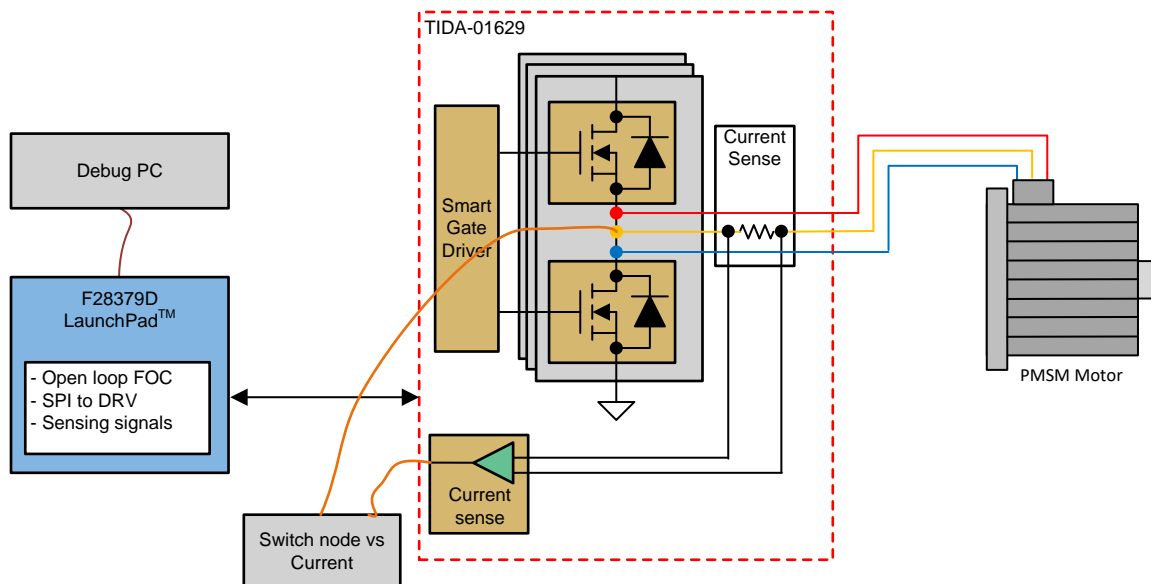 TIDA-01629
Debug PC
Current
Sense
Smart
Gate
Driver
F28379D
LaunchPad™
- Open loop FOC
- SPI to DRV
- Sensing signals
PMSM Motor
Current
sense
Switch node vs
Current